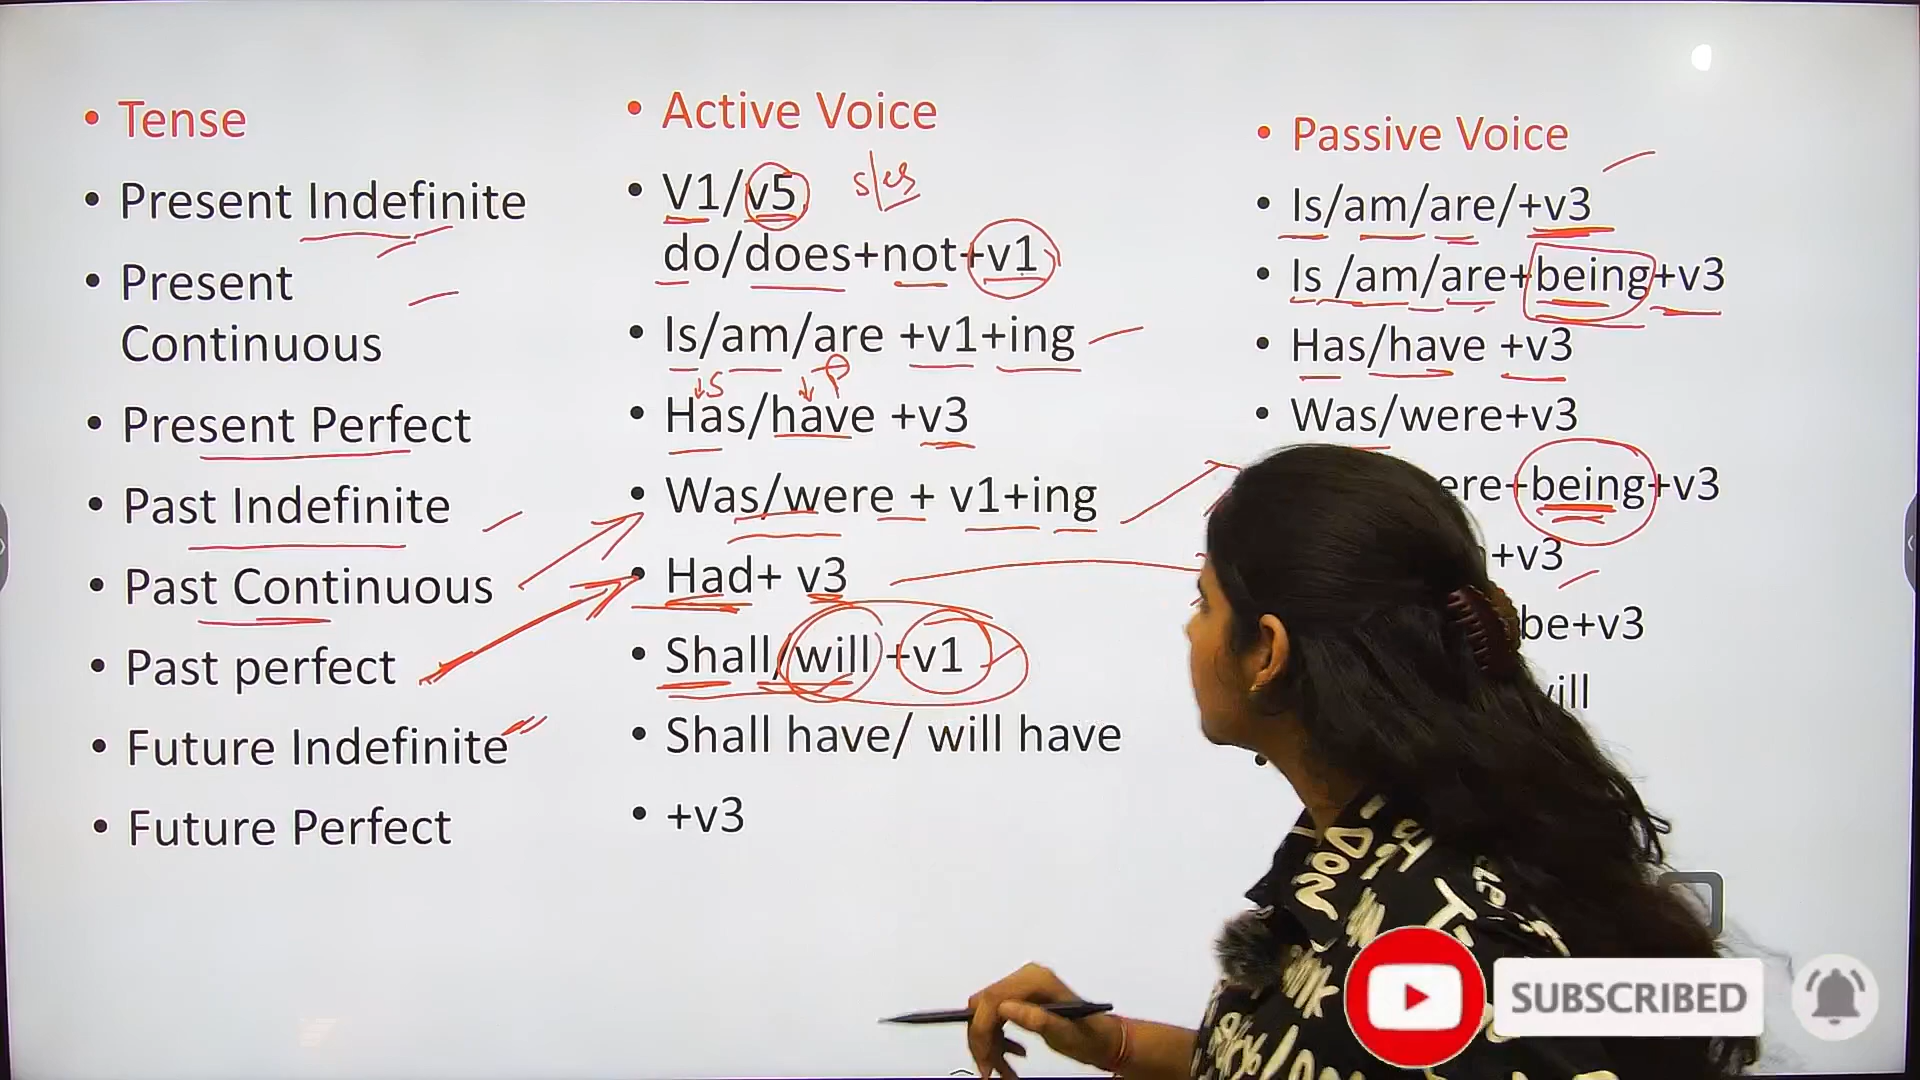 • Tense
• Present Indefinite
• Present
Continuous
• Present Perfect
• Past Indefinite
• Past Continuous
• Past perfect
• Future Indefinite
• Future Perfect
• Active Voice
• V1/v5 s/es
do/does+not+v1
• Is/am/are +v1+ing
S P
• Has/have +v3
• Was/were + v1+ing
• Had+ v3
• Shall/will +v1
• Shall have/ will have
• +v3
• Passive Voice
• Is/am/are/+v3
• Is /am/are+being+v3
• Has/have +v3
• Was/were+v3
ere+being+v3
+v3
be+v3
will
SUBSCRIBED